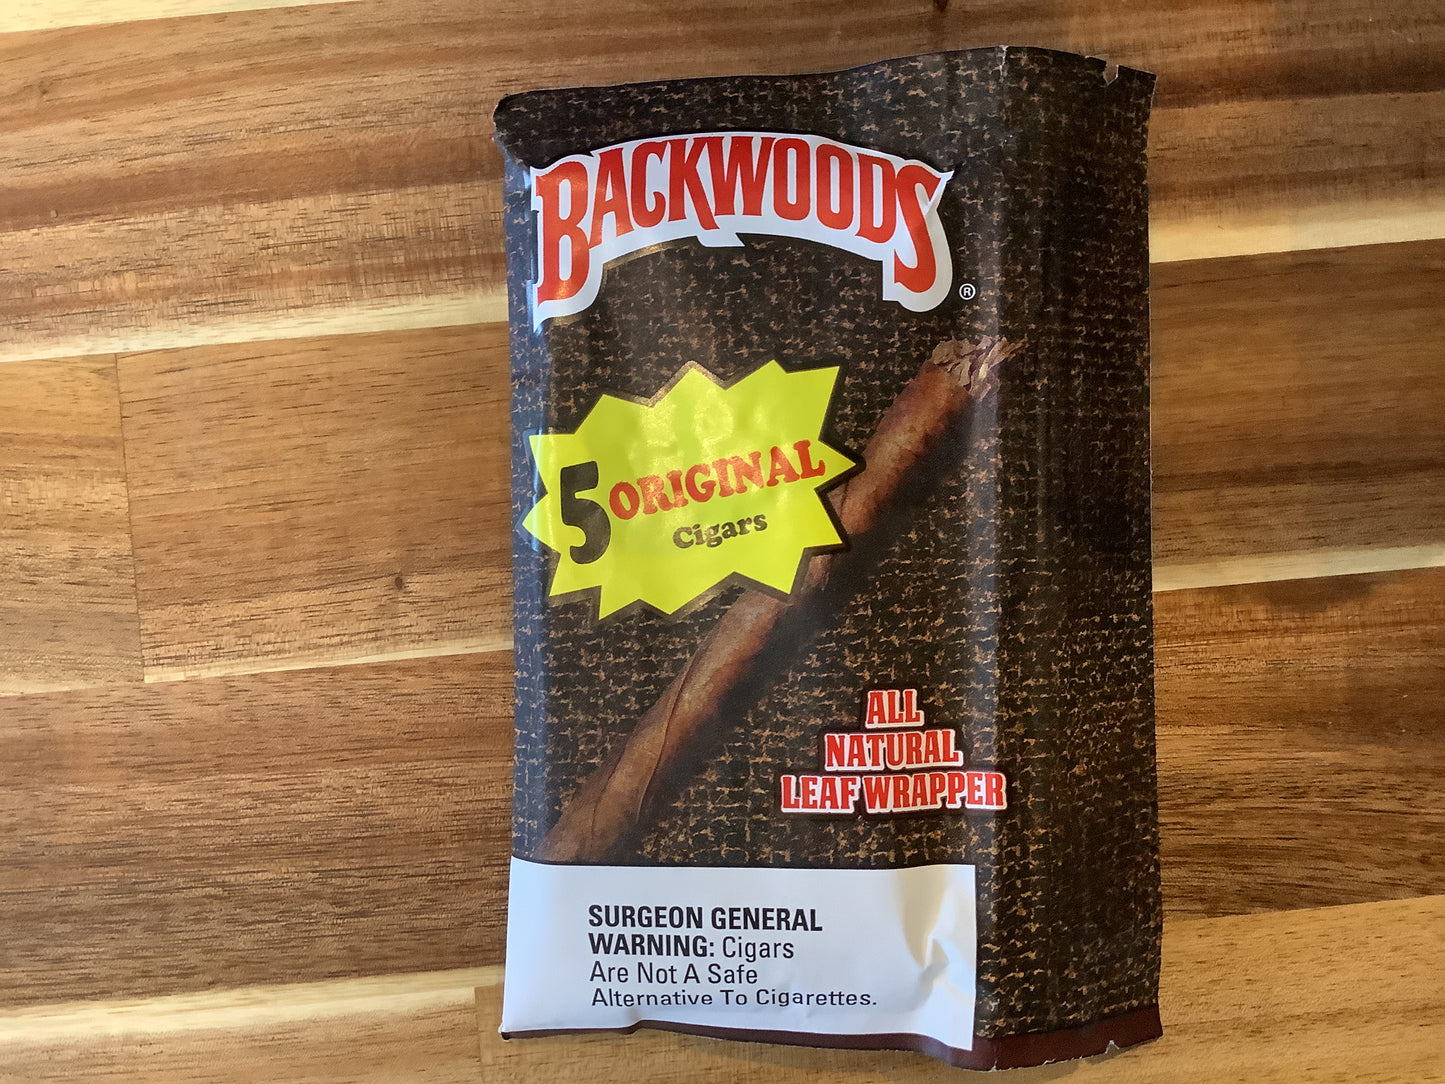 BACKWOODS®
5 ORIGINAL
Cigars
ALL
NATURAL
LEAF WRAPPER
SURGEON GENERAL
WARNING: Cigars
Are Not A Safe
Alternative To Cigarettes.